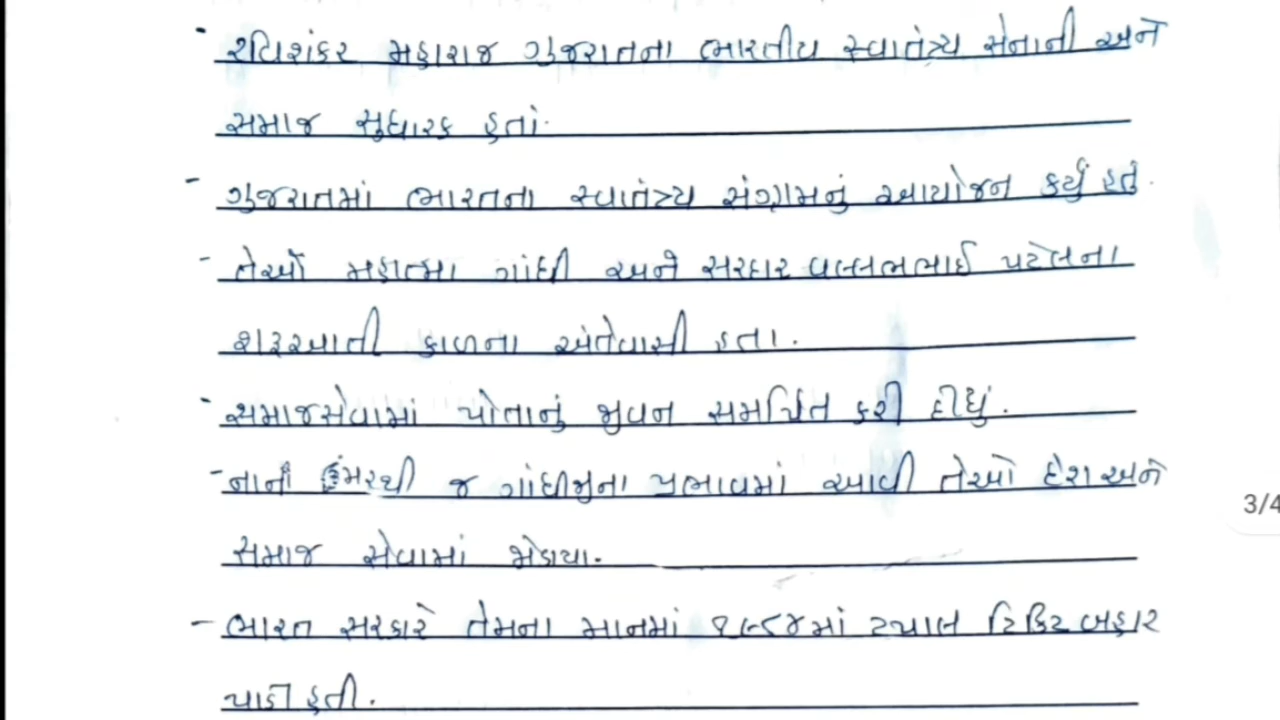 - રવિશંકર મહારાજ ગુજરાતના ભારતીય સ્વાતંત્ર્ય સેનાની અને
સમાજ સુધારક હતાં.
- ગુજરાતમાં ભારતના સ્વાતંત્ર્ય સંગ્રામનું આયોજન કર્યું હતું.
- તેઓ મહાત્મા ગાંધી અને સરદાર વલ્લભભાઈ પટેલના
શરૂઆતી કાળના અંતેવાસી હતા.
- સમાજસેવામાં પોતાનું જીવન સમર્પિત કરી દીધું.
- નાની ઉંમરથી જ ગાંધીજીના પ્રભાવમાં આવી તેઓ દેશ અને
સમાજ સેવામાં જોડાયા.
- ભારત સરકારે તેમના માનમાં ૧૯૮૪માં ટપાલ ટિકિટ બહાર
પાડી હતી.
3/4